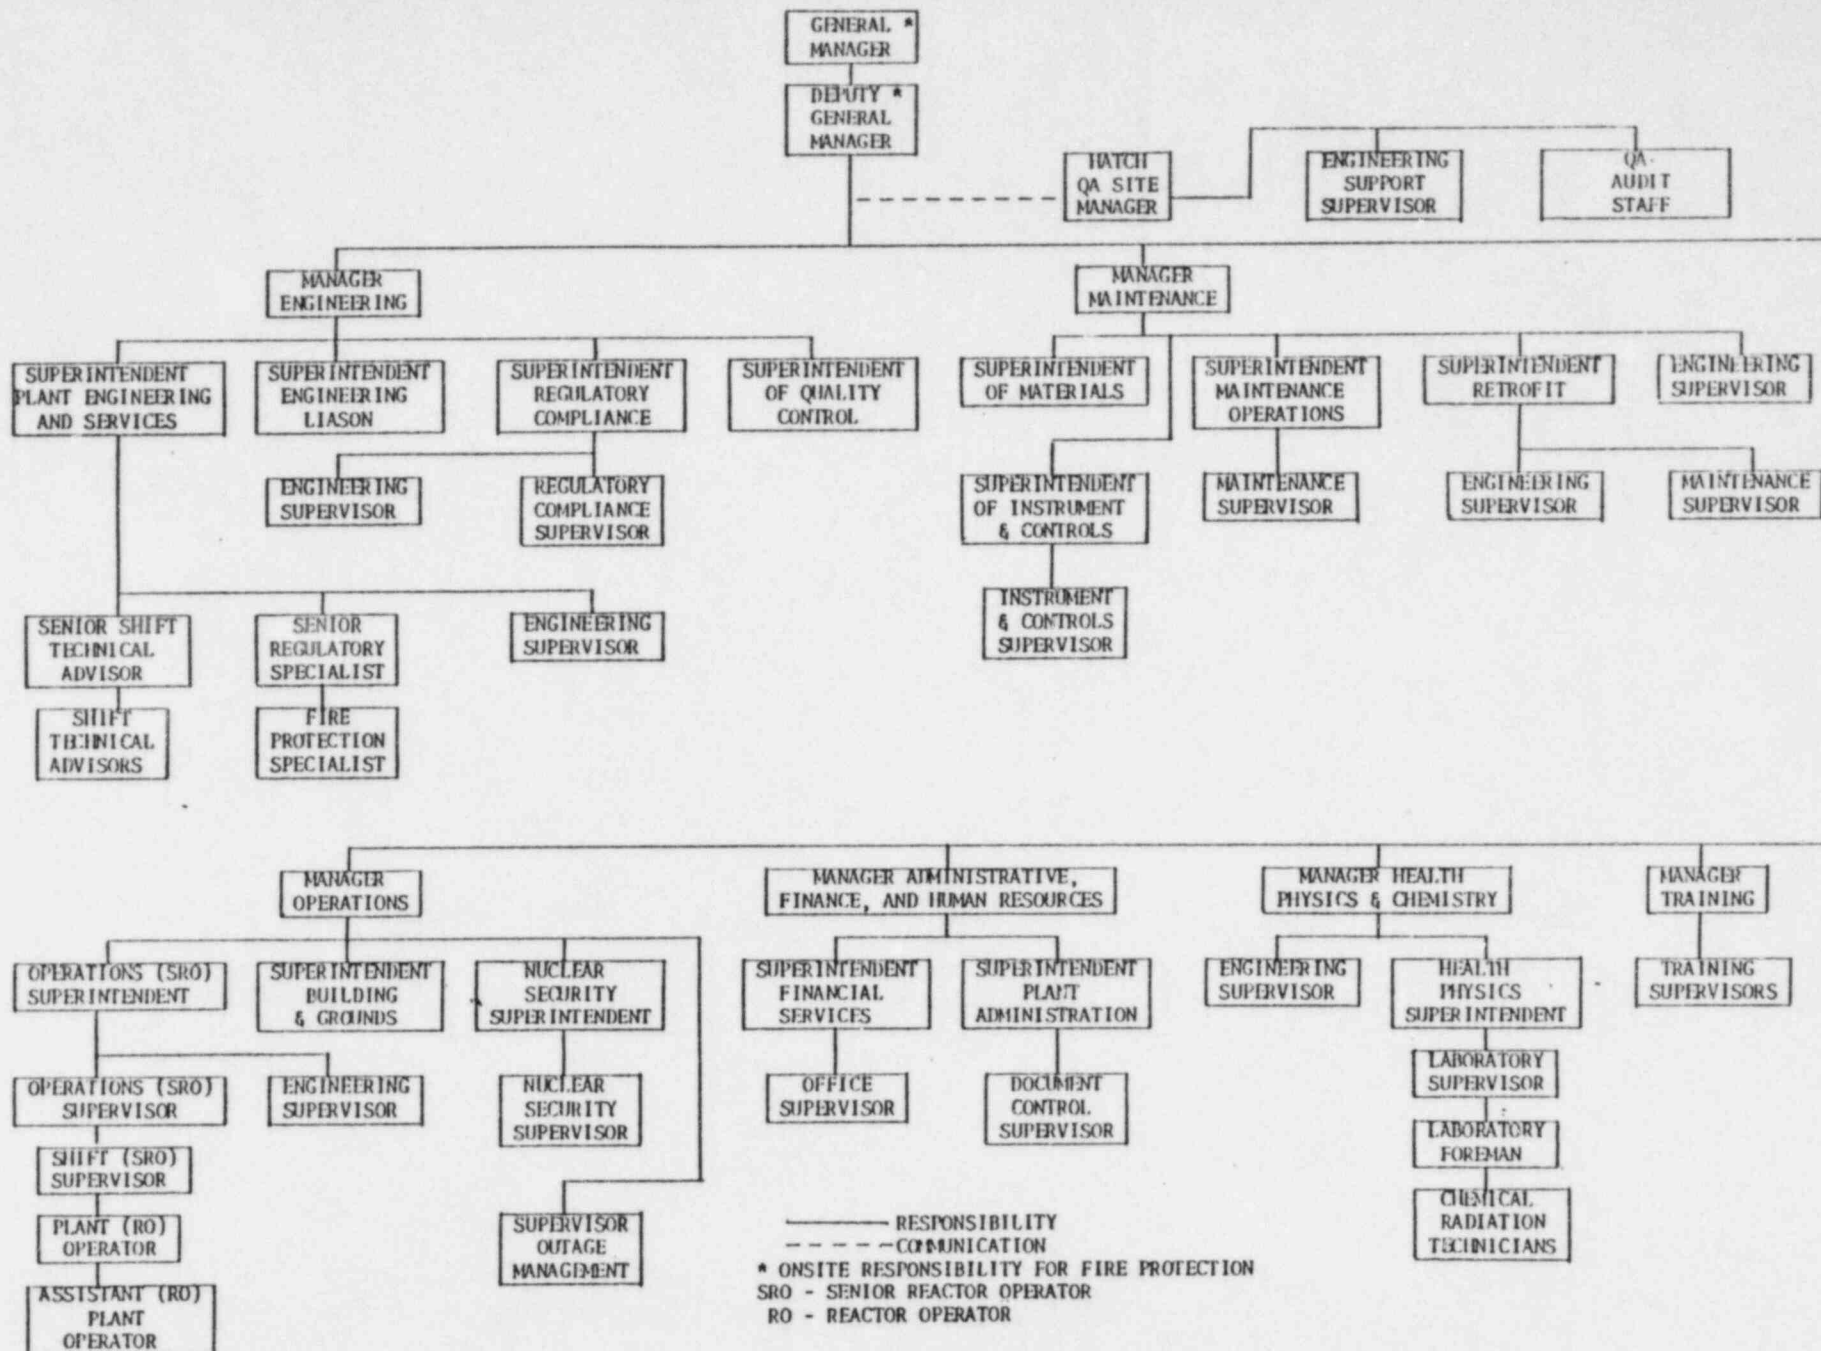 GENERAL *
MANAGER
DEPUTY *
GENERAL
MANAGER
HATCH
QA SITE
MANAGER
ENGINEERING
SUPPORT
SUPERVISOR
QA
AUDIT
STAFF
MANAGER
ENGINEERING
MANAGER
MAINTENANCE
SUPERINTENDENT
PLANT ENGINEERING
AND SERVICES
SUPERINTENDENT
ENGINEERING
LIASON
SUPERINTENDENT
REGULATORY
COMPLIANCE
SUPERINTENDENT
OF QUALITY
CONTROL
SUPERINTENDENT
OF MATERIALS
SUPERINTENDENT
MAINTENANCE
OPERATIONS
SUPERINTENDENT
RETROFIT
ENGINEERING
SUPERVISOR
ENGINEERING
SUPERVISOR
REGULATORY
COMPLIANCE
SUPERVISOR
SUPERINTENDENT
OF INSTRUMENT
& CONTROLS
MAINTENANCE
SUPERVISOR
ENGINEERING
SUPERVISOR
MAINTENANCE
SUPERVISOR
SENIOR SHIFT
TECHNICAL
ADVISOR
SENIOR
REGULATORY
SPECIALIST
ENGINEERING
SUPERVISOR
INSTRUMENT
& CONTROLS
SUPERVISOR
SHIFT
TECHNICAL
ADVISORS
FIRE
PROTECTION
SPECIALIST
MANAGER
OPERATIONS
MANAGER ADMINISTRATIVE,
FINANCE, AND HUMAN RESOURCES
MANAGER HEALTH
PHYSICS & CHEMISTRY
MANAGER
TRAINING
OPERATIONS (SRO)
SUPERINTENDENT
SUPERINTENDENT
BUILDING
& GROUNDS
NUCLEAR
SECURITY
SUPERINTENDENT
SUPERINTENDENT
FINANCIAL
SERVICES
SUPERINTENDENT
PLANT
ADMINISTRATION
ENGINEERING
SUPERVISOR
HEALTH
PHYSICS
SUPERINTENDENT
TRAINING
SUPERVISORS
OPERATIONS (SRO)
SUPERVISOR
ENGINEERING
SUPERVISOR
NUCLEAR
SECURITY
SUPERVISOR
OFFICE
SUPERVISOR
DOCUMENT
CONTROL
SUPERVISOR
LABORATORY
SUPERVISOR
SHIFT (SRO)
SUPERVISOR
LABORATORY
FOREMAN
PLANT (RO)
OPERATOR
SUPERVISOR
OUTAGE
MANAGEMENT
CHEMICAL
RADIATION
TECHNICIANS
ASSISTANT (RO)
PLANT
OPERATOR
RESPONSIBILITY
COMMUNICATION
* ONSITE RESPONSIBILITY FOR FIRE PROTECTION
SRO - SENIOR REACTOR OPERATOR
RO - REACTOR OPERATOR